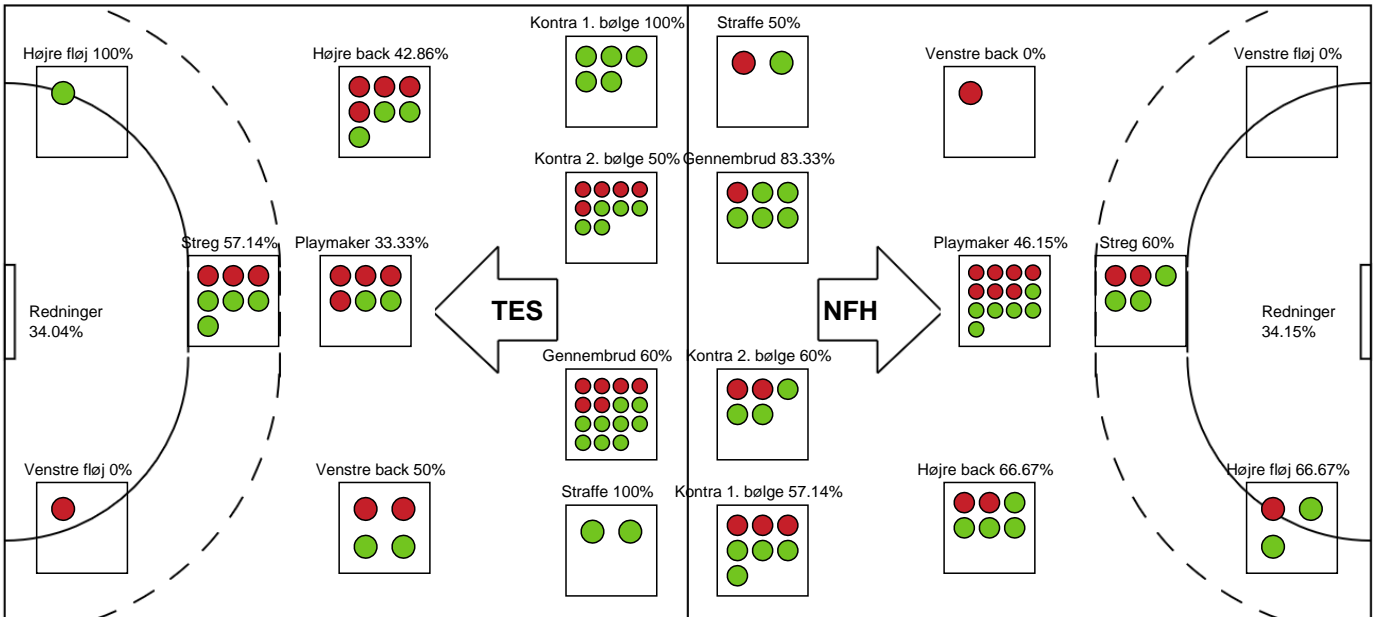 Kontra 1. bølge 100%
Straffe 50%
Højre fløj 100%
Højre back 42.86%
Venstre back 0%
Venstre fløj 0%
Kontra 2. bølge 50%
Gennembrud 83.33%
Streg 57.14%
Playmaker 33.33%
Playmaker 46.15%
Streg 60%
Redninger
34.04%
TES
NFH
Redninger
34.15%
Gennembrud 60%
Kontra 2. bølge 60%
Venstre fløj 0%
Venstre back 50%
Højre back 66.67%
Højre fløj 66.67%
Straffe 100%
Kontra 1. bølge 57.14%